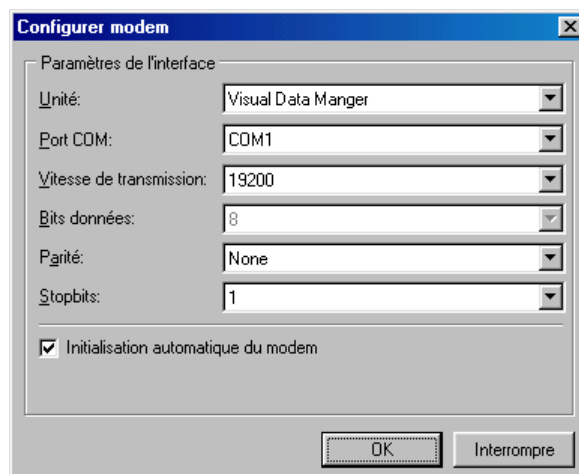 Configurer modem
Paramètres de l'interface
Unité: Visual Data Manger
Port COM: COM1
Vitesse de transmission: 19200
Bits données: 8
Parité: None
Stopbits: 1
Initialisation automatique du modem
OK Interrompre